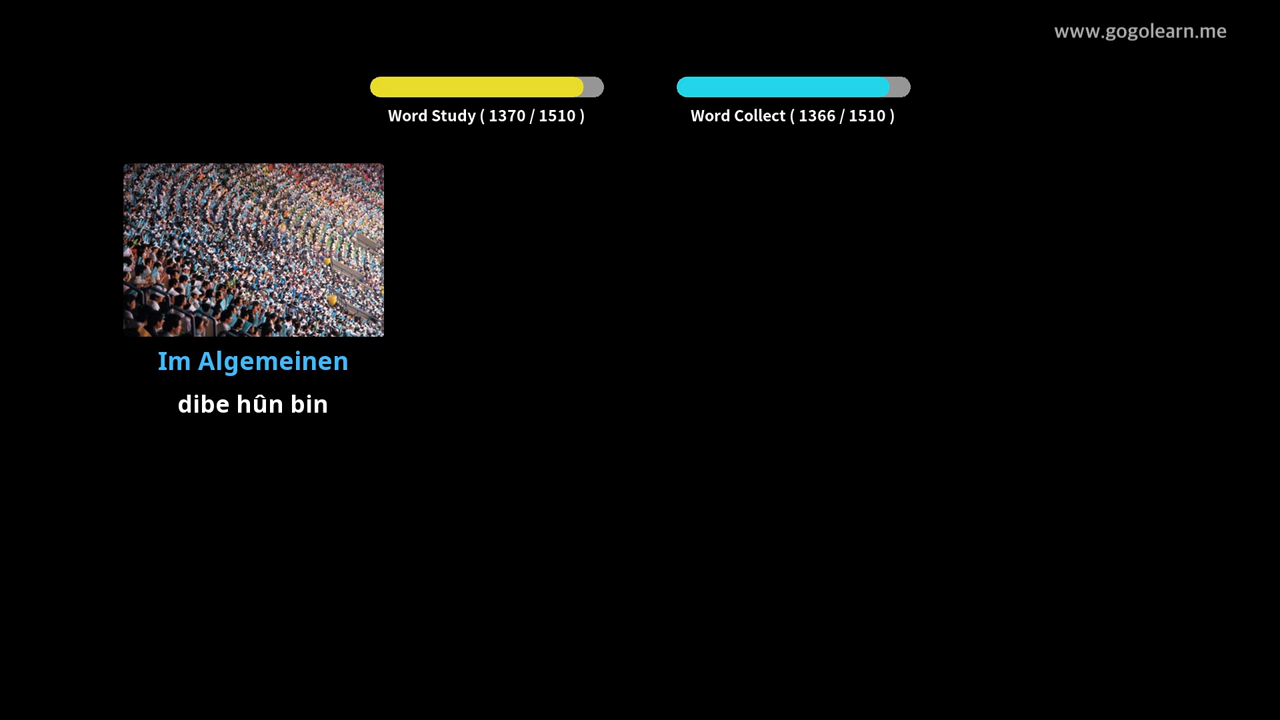 www.gogolearn.me
Word Study ( 1370 / 1510 )
Word Collect ( 1366 / 1510 )
Im Algemeinen
dibe hûn bin